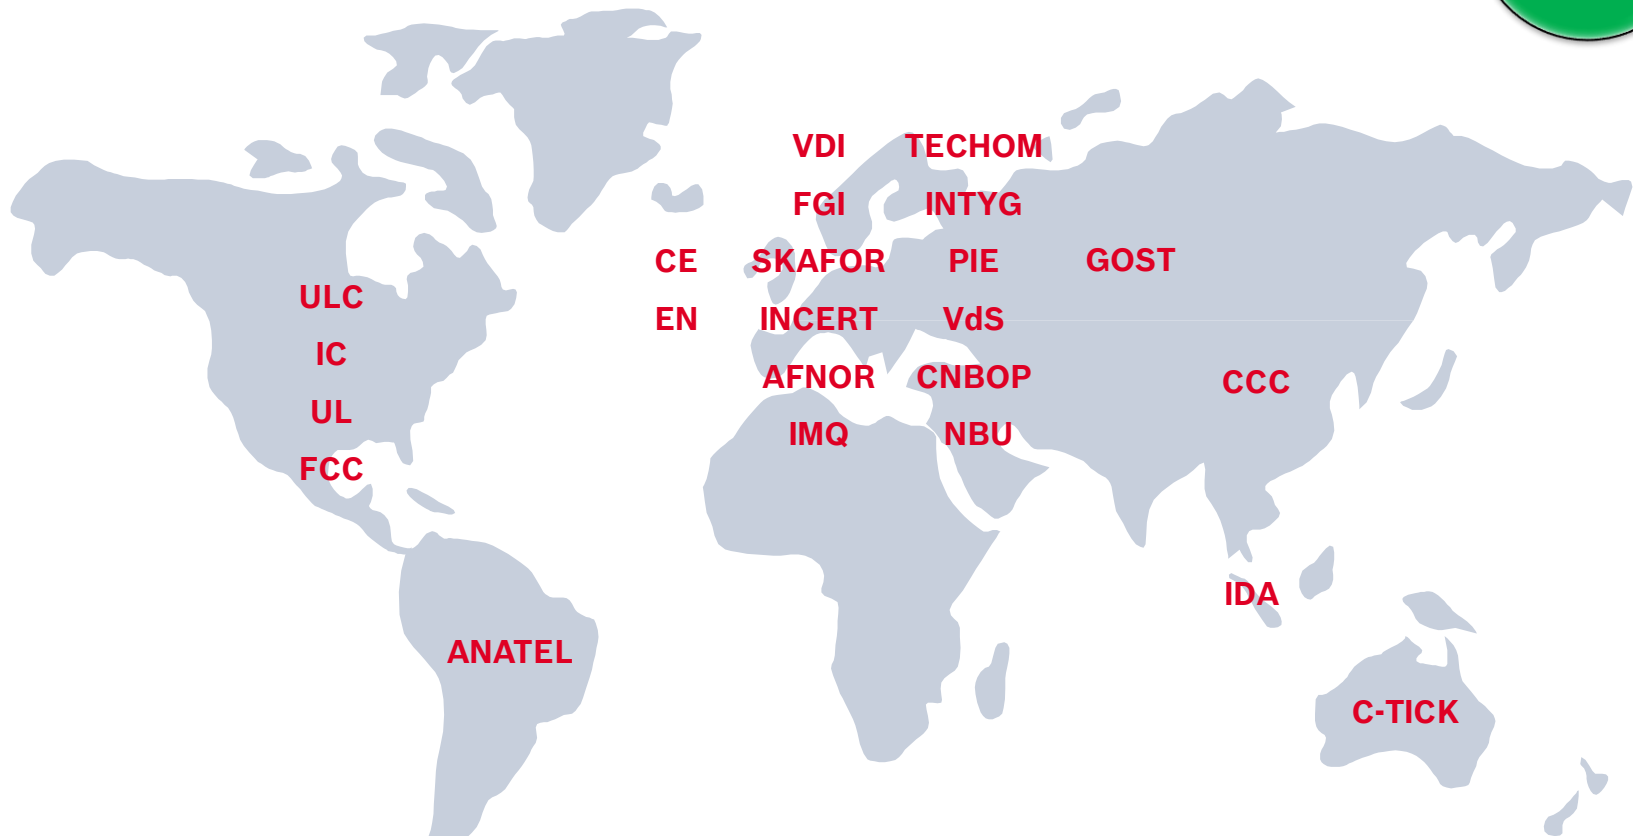 VDI
TECHOM
FGI
INTYG
CE
SKAFOR
PIE
GOST
EN
INCERT
VdS
AFNOR
CNBOP
IMQ
NBU
ULC
IC
UL
FCC
CCC
ANATEL
IDA
C-TICK